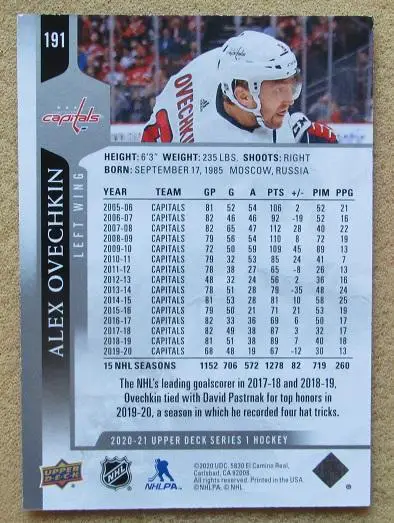 191
capitals
OVECHKIN
adidas
CCM
ALEX OVECHKIN
LEFT WING
HEIGHT: 6'3" WEIGHT: 235 LBS. SHOOTS: RIGHT
BORN: SEPTEMBER 17, 1985 MOSCOW, RUSSIA
YEAR TEAM GP G A PTS +/- PIM PPG
2005-06 CAPITALS 81 52 54 106 2 52 21
2006-07 CAPITALS 82 46 46 92 -19 52 16
2007-08 CAPITALS 82 65 47 112 28 40 22
2008-09 CAPITALS 79 56 54 110 8 72 19
2009-10 CAPITALS 72 50 59 109 45 89 13
2010-11 CAPITALS 79 32 53 85 24 41 7
2011-12 CAPITALS 78 38 27 65 -8 26 13
2012-13 CAPITALS 48 32 24 56 2 36 16
2013-14 CAPITALS 78 51 28 79 -35 48 24
2014-15 CAPITALS 81 53 28 81 10 58 25
2015-16 CAPITALS 79 50 21 71 21 53 19
2016-17 CAPITALS 82 33 36 69 6 50 17
2017-18 CAPITALS 82 49 38 87 3 32 17
2018-19 CAPITALS 81 51 38 89 7 40 18
2019-20 CAPITALS 68 48 19 67 -12 30 13
15 NHL SEASONS 1152 706 572 1278 82 719 260
The NHL's leading goalscorer in 2017-18 and 2018-19,
Ovechkin tied with David Pastrnak for top honors in
2019-20, a season in which he recorded four hat tricks.
2020-21 UPPER DECK SERIES 1 HOCKEY
UPPER DECK
NHL
NHLPA
©2020 UDC. 5830 El Camino Real,
Carlsbad, CA 92008.
All rights reserved. Printed in the USA
©NHLPA. © NHL.